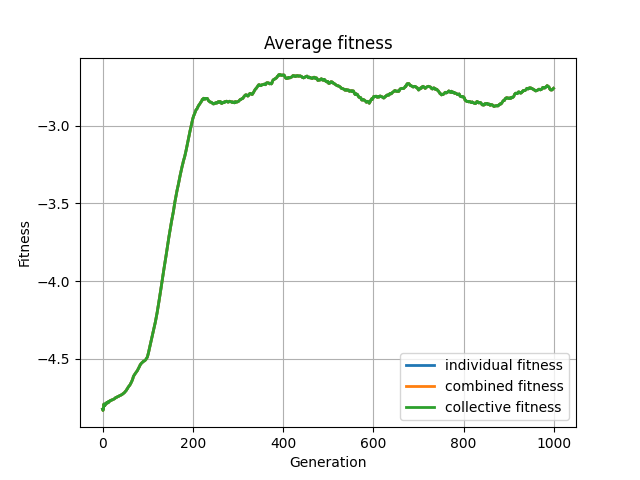 Average fitness
Fitness
−3.0
−3.5
−4.0
−4.5
0
200
400
600
800
1000
Generation
individual fitness
combined fitness
collective fitness